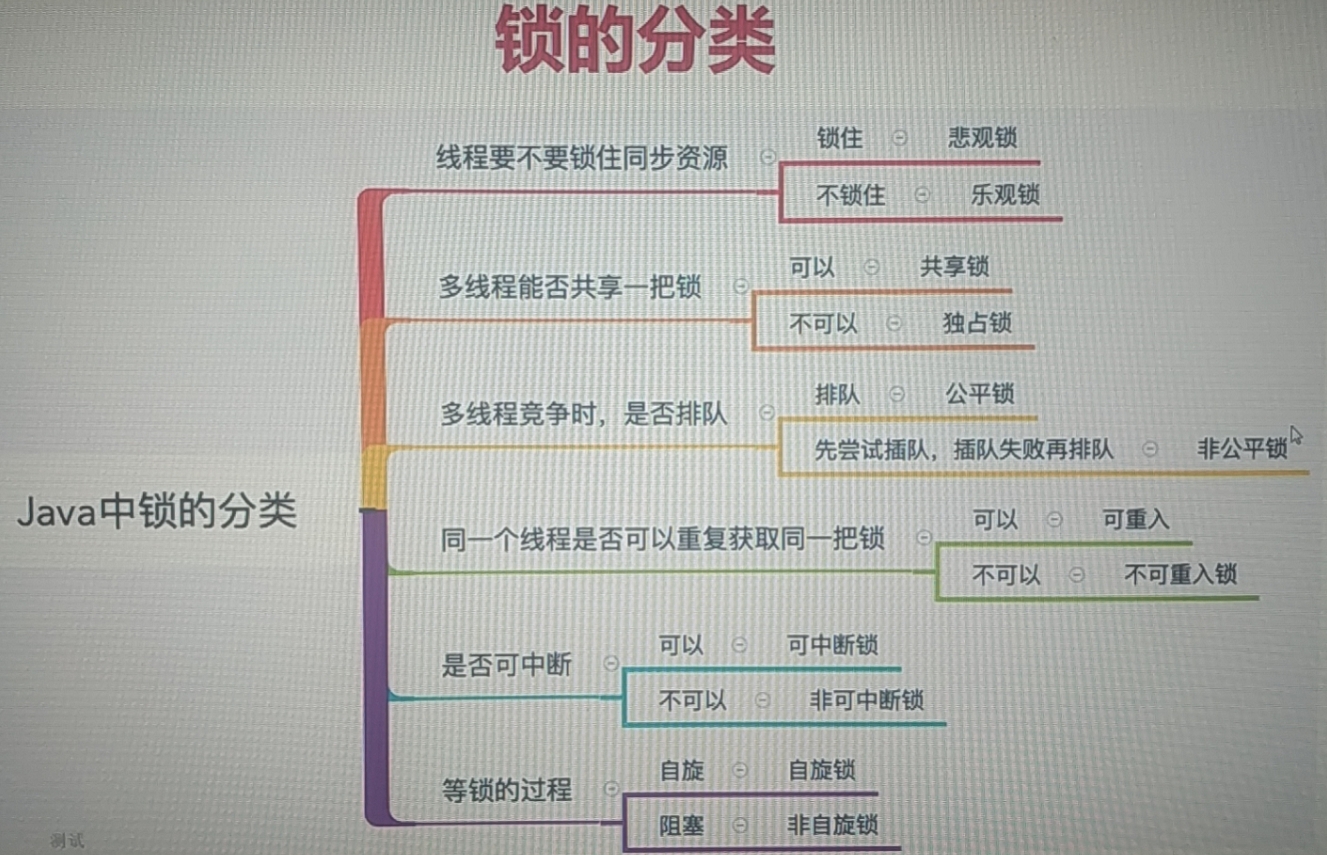 锁的分类
线程要不要锁住同步资源
锁住
悲观锁
不锁住
乐观锁
多线程能否共享一把锁
可以
共享锁
不可以
独占锁
多线程竞争时，是否排队
排队
公平锁
先尝试插队，插队失败再排队
非公平锁
Java中锁的分类
同一个线程是否可以重复获取同一把锁
可以
可重入
不可以
不可重入锁
是否可中断
可以
可中断锁
不可以
非可中断锁
等锁的过程
自旋
自旋锁
阻塞
非自旋锁
测试